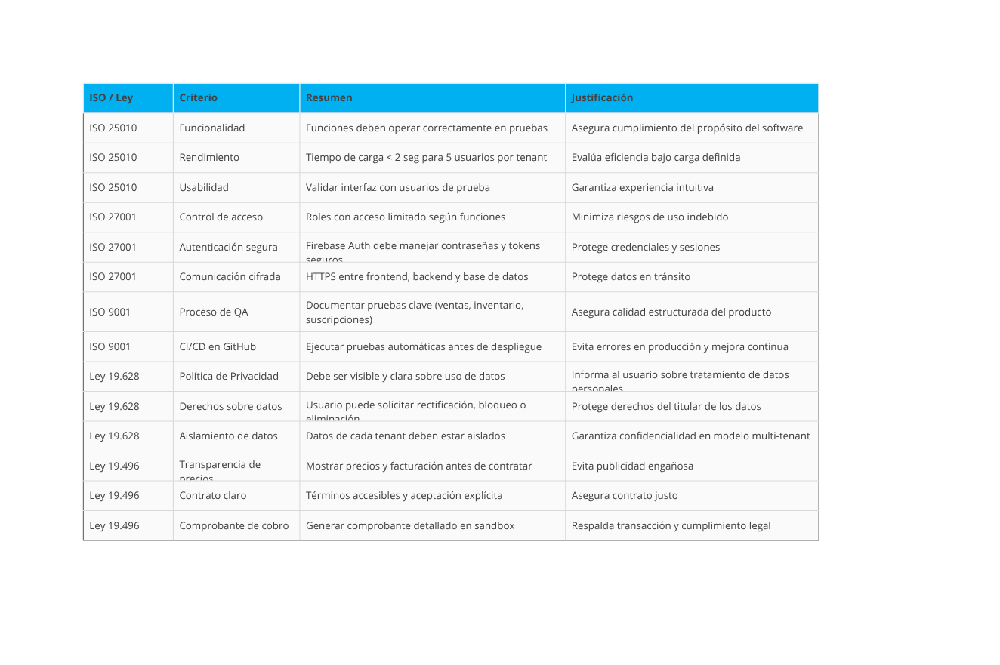 ISO / Ley Criterio Resumen Justificación
ISO 25010 Funcionalidad Funciones deben operar correctamente en pruebas Asegura cumplimiento del propósito del software
ISO 25010 Rendimiento Tiempo de carga < 2 seg para 5 usuarios por tenant Evalúa eficiencia bajo carga definida
ISO 25010 Usabilidad Validar interfaz con usuarios de prueba Garantiza experiencia intuitiva
ISO 27001 Control de acceso Roles con acceso limitado según funciones Minimiza riesgos de uso indebido
ISO 27001 Autenticación segura Firebase Auth debe manejar contraseñas y tokens
seguros Protege credenciales y sesiones
ISO 27001 Comunicación cifrada HTTPS entre frontend, backend y base de datos Protege datos en tránsito
ISO 9001 Proceso de QA Documentar pruebas clave (ventas, inventario,
suscripciones) Asegura calidad estructurada del producto
ISO 9001 CI/CD en GitHub Ejecutar pruebas automáticas antes de despliegue Evita errores en producción y mejora continua
Ley 19.628 Política de Privacidad Debe ser visible y clara sobre uso de datos Informa al usuario sobre tratamiento de datos
personales
Ley 19.628 Derechos sobre datos Usuario puede solicitar rectificación, bloqueo o
eliminación Protege derechos del titular de los datos
Ley 19.628 Aislamiento de datos Datos de cada tenant deben estar aislados Garantiza confidencialidad en modelo multi-tenant
Ley 19.496 Transparencia de
precios Mostrar precios y facturación antes de contratar Evita publicidad engañosa
Ley 19.496 Contrato claro Términos accesibles y aceptación explícita Asegura contrato justo
Ley 19.496 Comprobante de cobro Generar comprobante detallado en sandbox Respalda transacción y cumplimiento legal